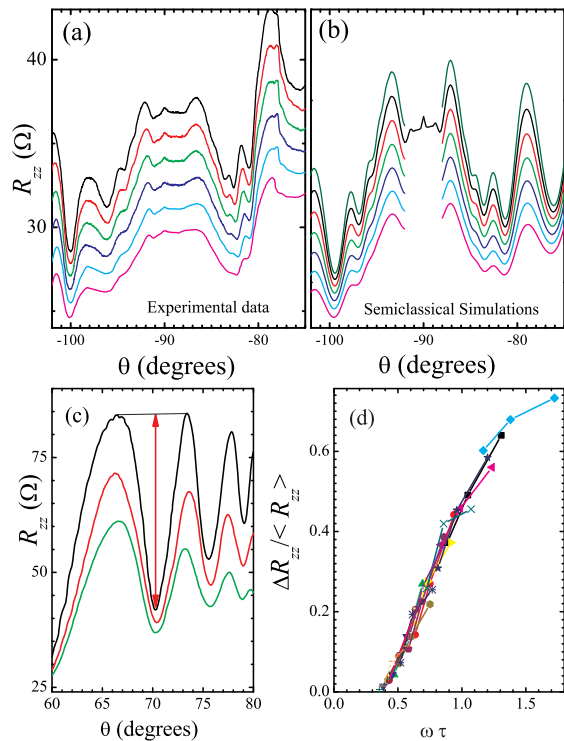 (a)
(b)
40
30
R_zz (Ω)
Experimental data
Semiclassical Simulations
-100 -90 -80
-100 -90 -80
θ (degrees)
θ (degrees)
(c)
(d)
75
50
25
R_zz (Ω)
60 65 70 75 80
θ (degrees)
0.6
0.4
0.2
0.0
ΔR_zz/<R_zz>
0.0 0.5 1.0 1.5
ω τ